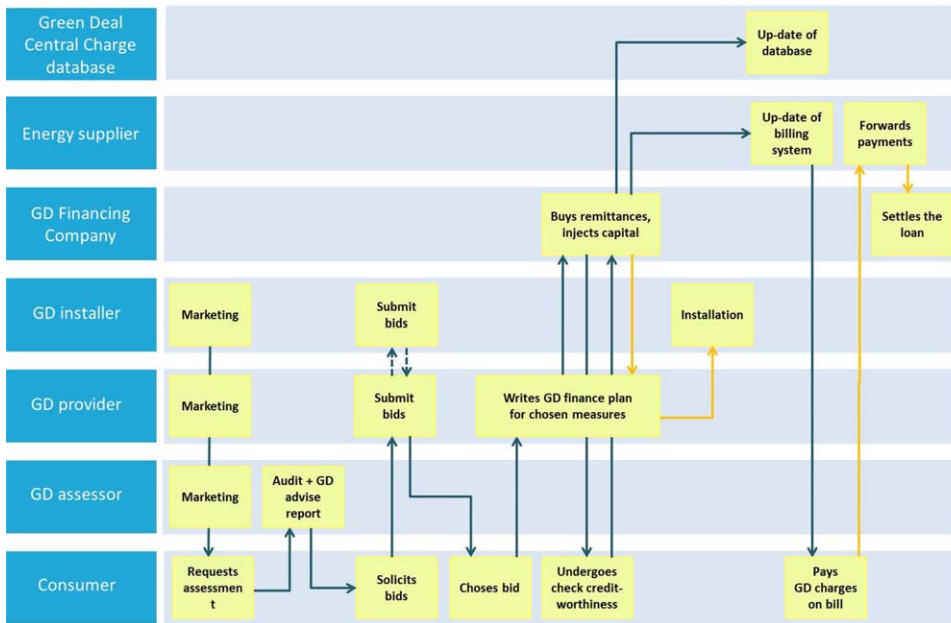 Green Deal
Central Charge
database
Up-date of
database
Energy supplier
Up-date of
billing
system
Forwards
payments
GD Financing
Company
Buys remittances,
injects capital
Settles the
loan
GD installer
Marketing
Submit
bids
Installation
GD provider
Marketing
Submit
bids
Writes GD finance plan
for chosen measures
GD assessor
Marketing
Audit + GD
advise
report
Consumer
Requests
assessmen
t
Solicits
bids
Choses bid
Undergoes
check credit-
worthiness
Pays
GD charges
on bill